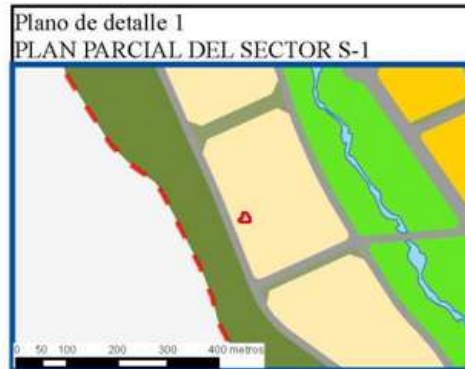 Plano de detalle 1
PLAN PARCIAL DEL SECTOR S-1
0 50 100 200 300 400 metros